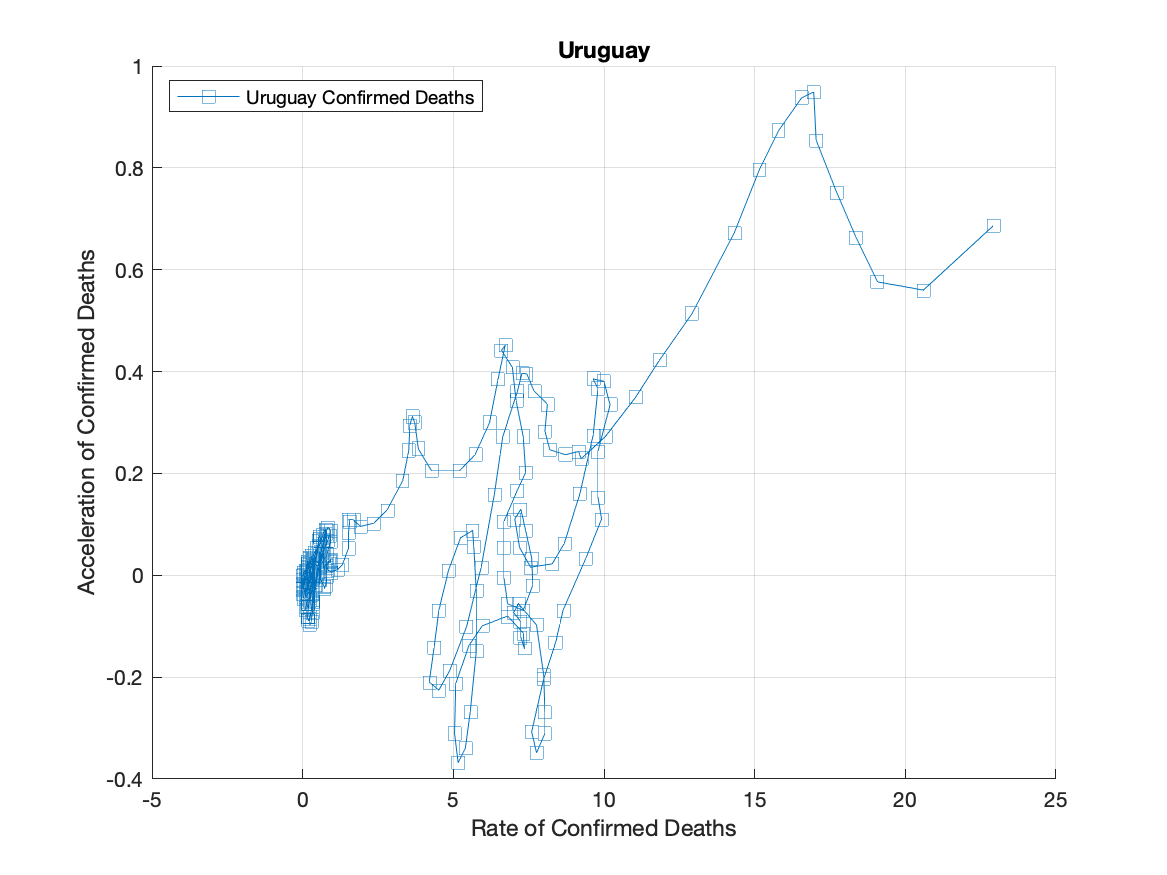 Uruguay
Uruguay Confirmed Deaths
1
0.8
0.6
0.4
0.2
0
-0.2
-0.4
Acceleration of Confirmed Deaths
-5 0 5 10 15 20 25
Rate of Confirmed Deaths